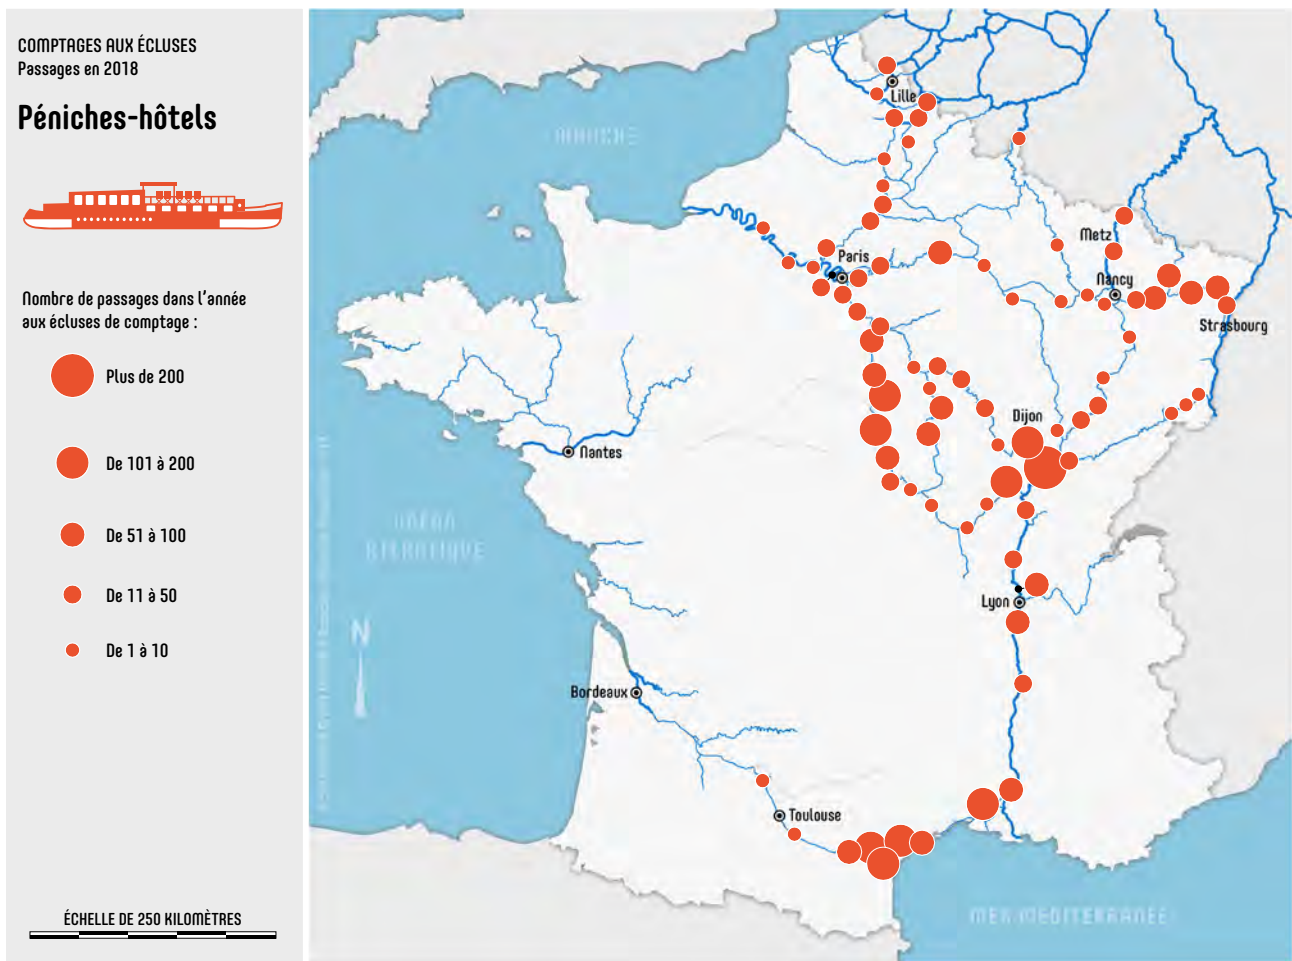 COMPTAGES AUX ÉCLUSES
Passages en 2018
Péniches-hôtels
Nombre de passages dans l'année
aux écluses de comptage :
Plus de 200
De 101 à 200
De 51 à 100
De 11 à 50
De 1 à 10
ÉCHELLE DE 250 KILOMÈTRES
MANCHE
Lille
Metz
Paris
Nancy
Strasbourg
Dijon
Nantes
OCÉAN
ATLANTIQUE
Lyon
N
Bordeaux
Toulouse
MER MÉDITERRANÉE